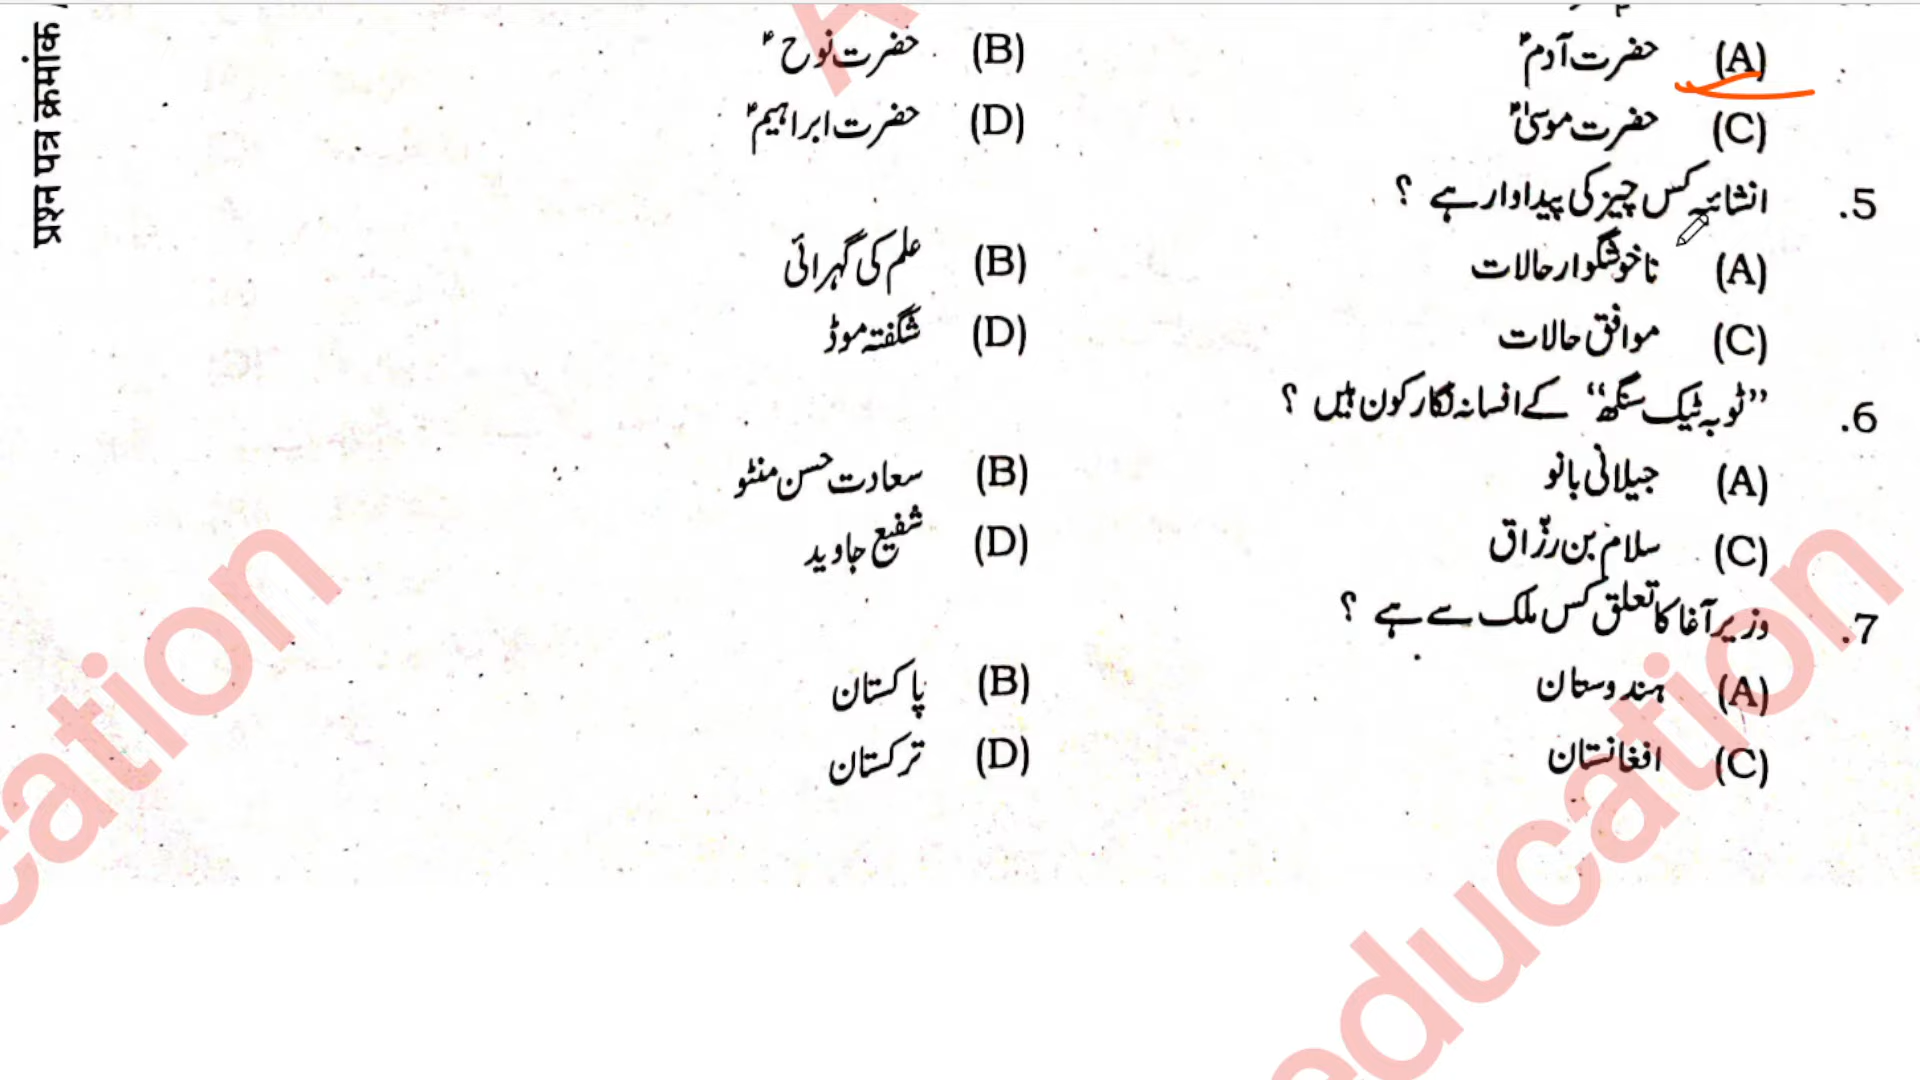 (A) حضرت آدمؑ (B) حضرت نوحؑ
(C) حضرت موسیٰؑ (D) حضرت ابراہیمؑ
5. انشائیہ کس چیز کی پیداوار ہے ؟
(A) ناخوشگوار حالات (B) علم کی گہرائی
(C) موافق حالات (D) شگفتہ موڈ
6. ”ٹوبہ ٹیک سنگھ“ کے افسانہ نگار کون ہیں ؟
(A) جیلانی بانو (B) سعادت حسن منٹو
(C) سلام بن رزّاق (D) شفیع جاوید
7. وزیر آغا کا تعلق کس ملک سے ہے ؟
(A) ہندوستان (B) پاکستان
(C) افغانستان (D) ترکستان
प्रश्न पत्र क्रमांक
cation
education